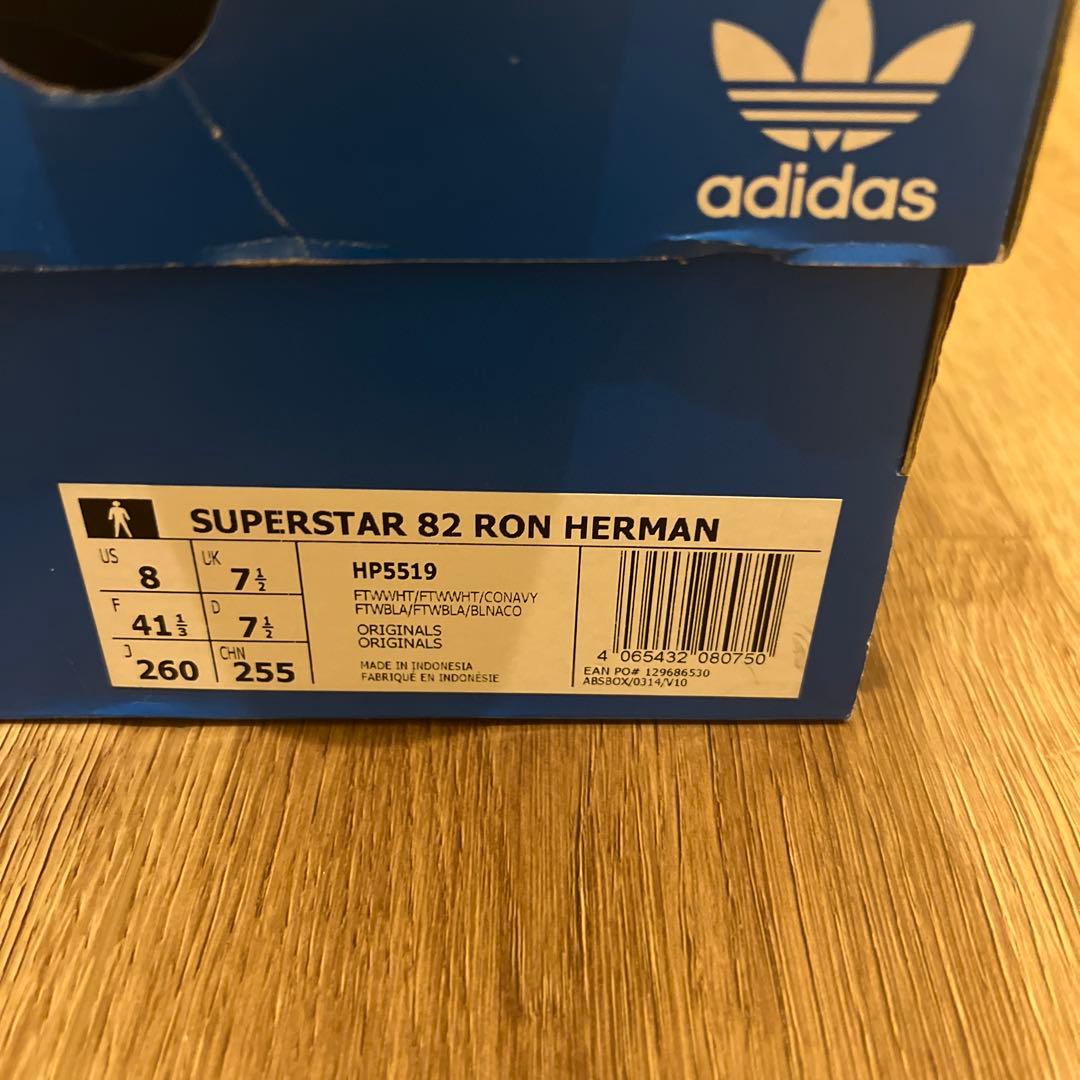 adidas
SUPERSTAR 82 RON HERMAN
US 8 UK 7½
F 41⅓ D 7½
J 260 CHN 255
HP5519
FTWWHT/FTWWHT/CONAVY
FTWBLA/FTWBLA/BLNACO
ORIGINALS
ORIGINALS
MADE IN INDONESIA
FABRIQUÉ EN INDONÉSIE
4 065432 080750
EAN PO# 129686530
ABSBOX/0314/V10